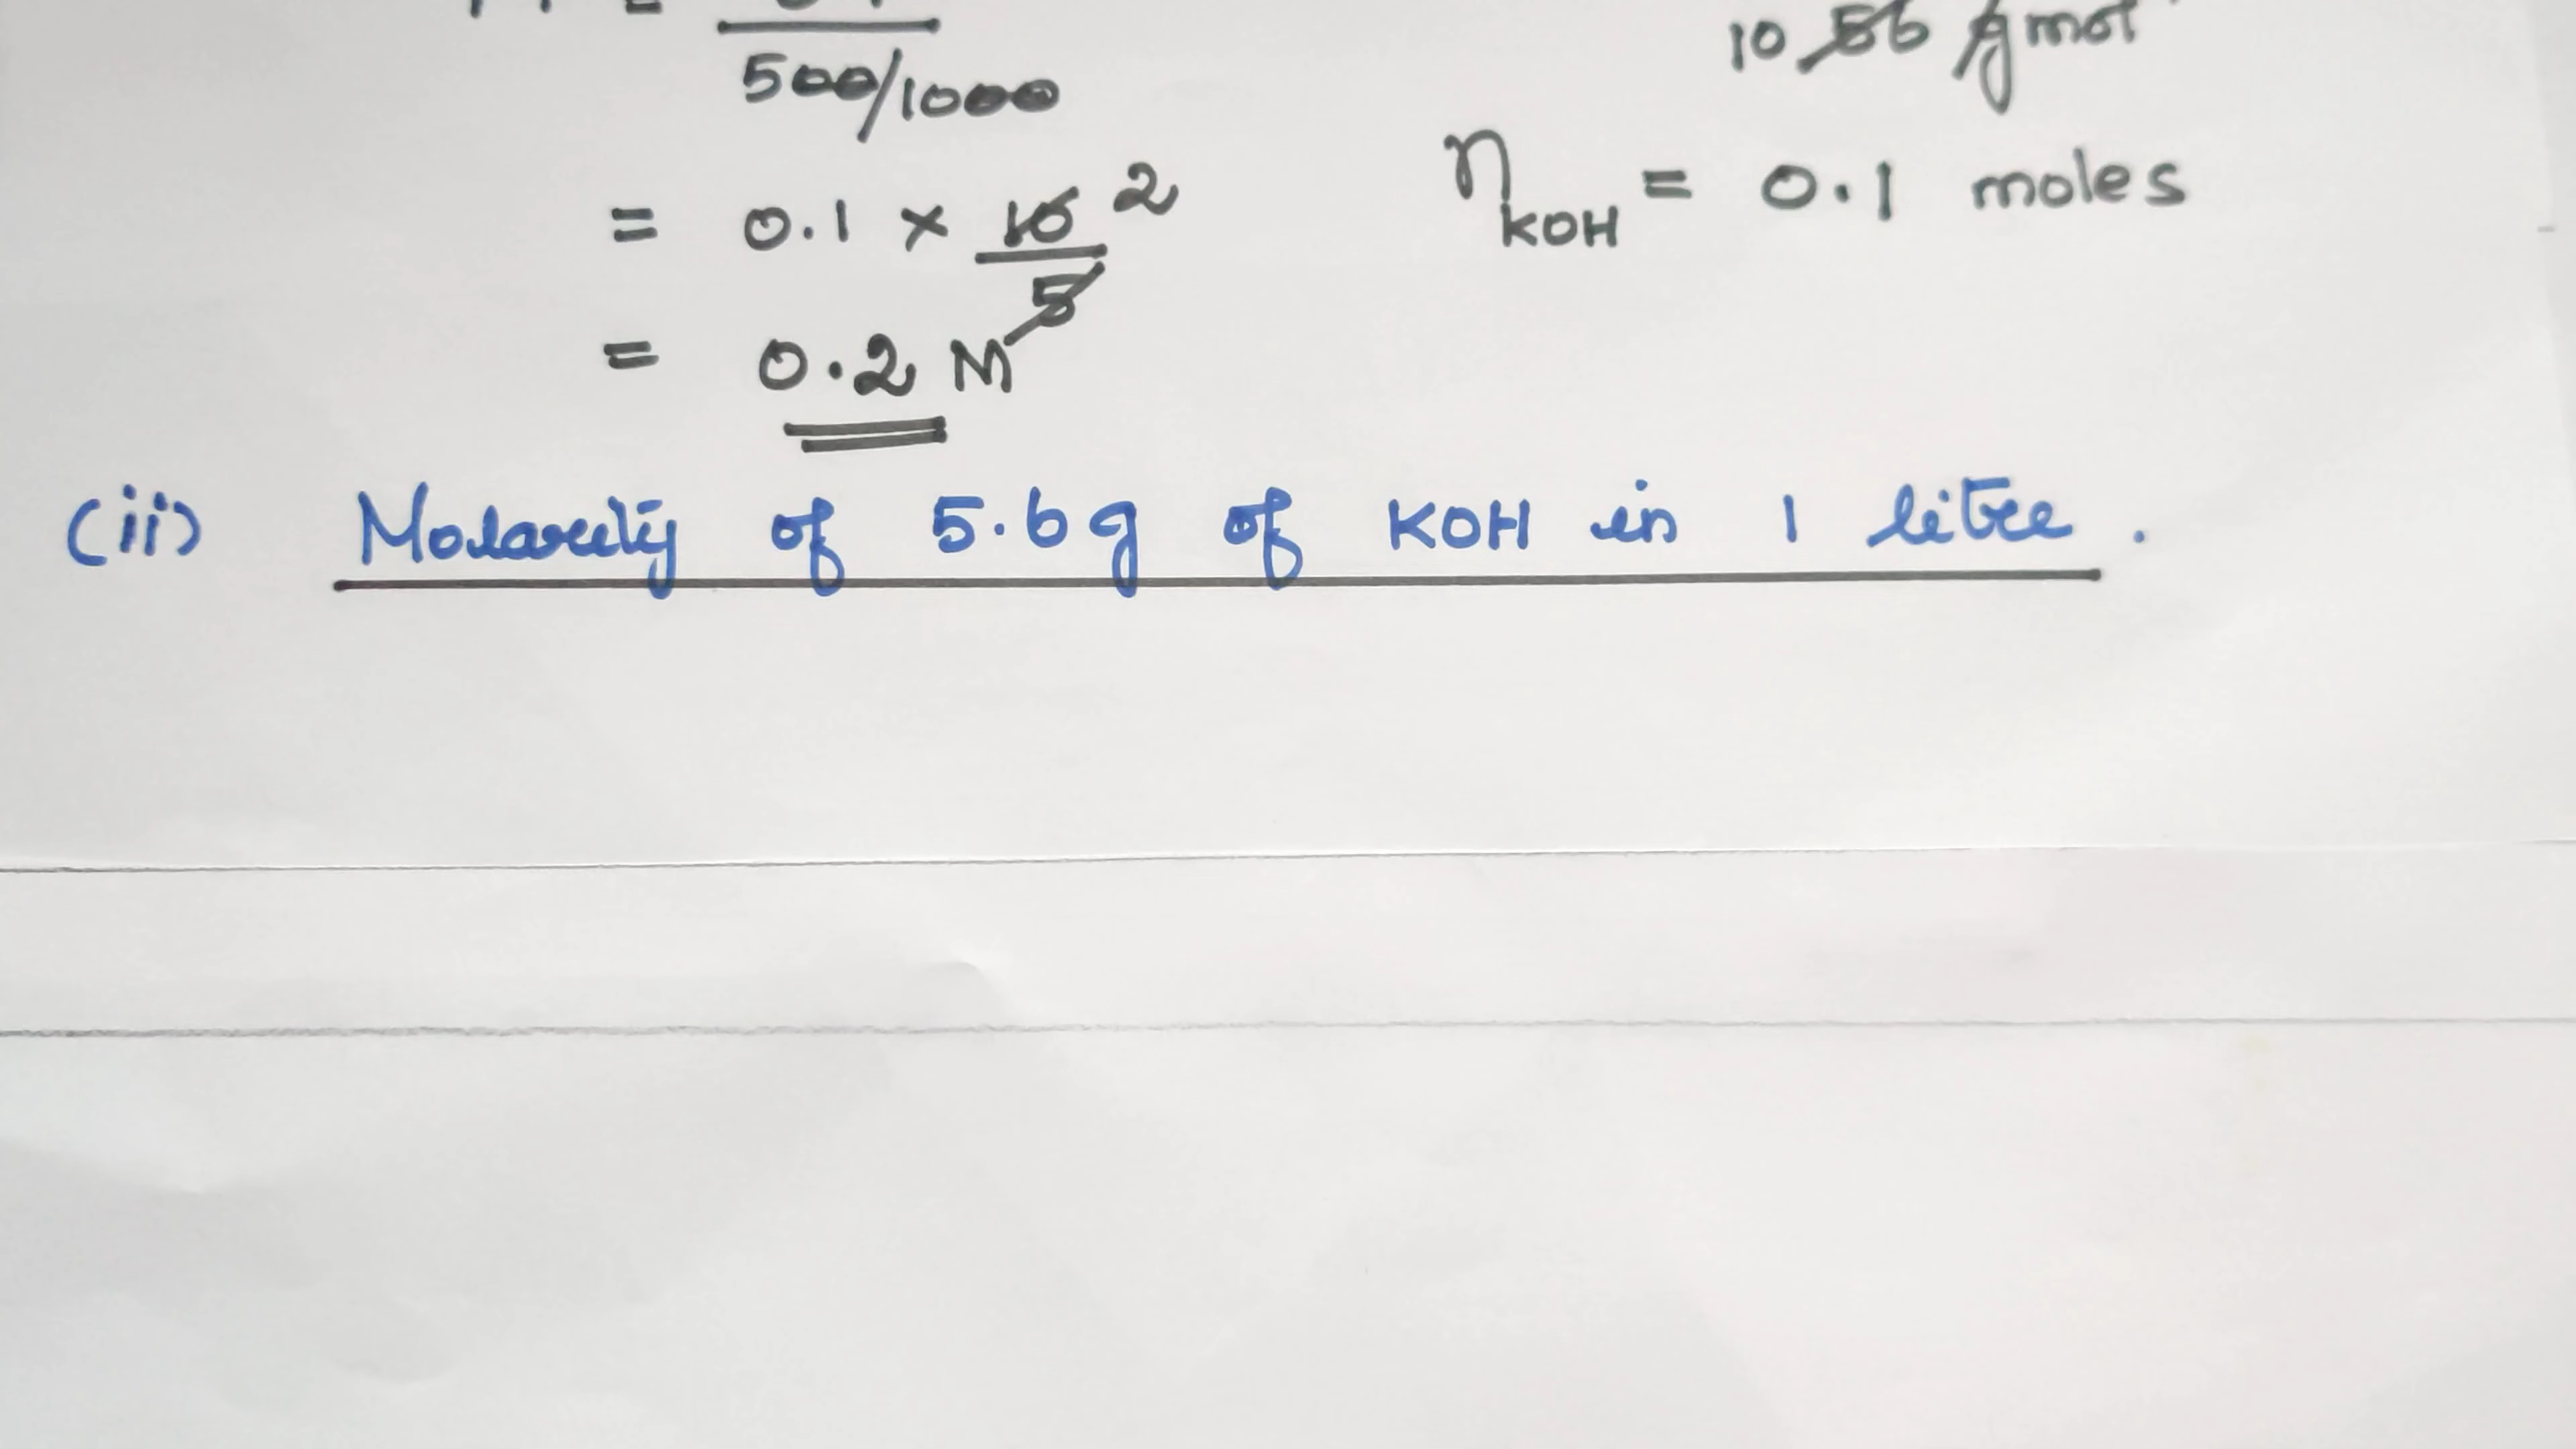 500/1000
10 56 g mol
= 0.1 × 10/5 2
η KOH = 0.1 moles
= 0.2 M
(ii) Molarity of 5.6g of KOH in 1 litre.